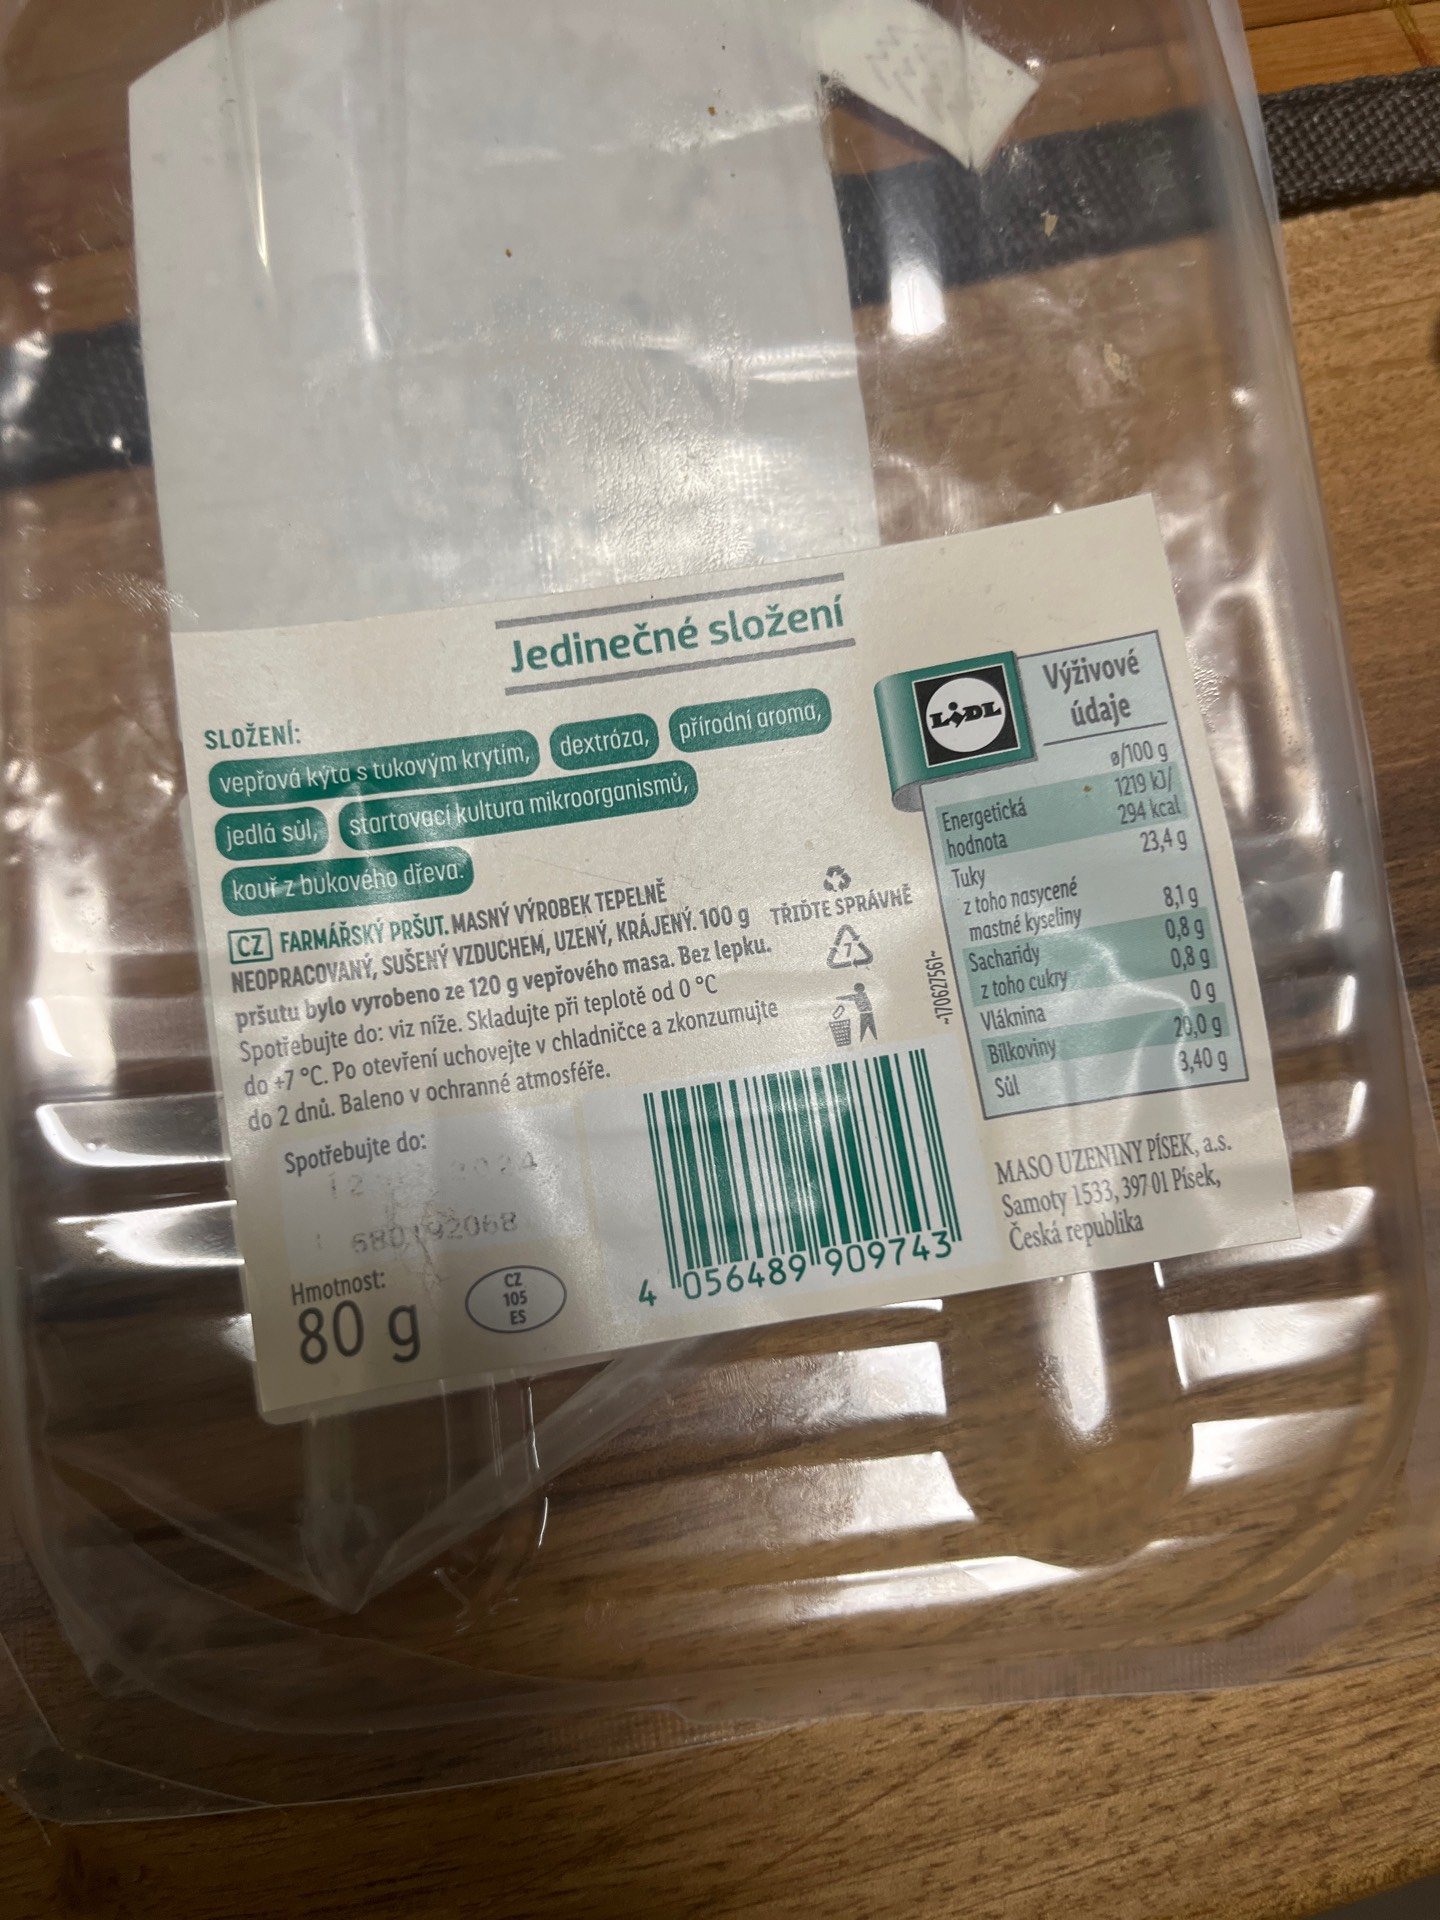 Jedinečné složení
SLOŽENÍ:
vepřová kýta s tukovým krytím, dextróza, přírodní aroma,
jedlá sůl, startovací kultura mikroorganismů,
kouř z bukového dřeva.
CZ FARMÁŘSKÝ PRŠUT. MASNÝ VÝROBEK TEPELNĚ
NEOPRACOVANÝ, SUŠENÝ VZDUCHEM, UZENÝ, KRÁJENÝ. 100 g
pršutu bylo vyrobeno ze 120 g vepřového masa. Bez lepku.
Spotřebujte do: viz níže. Skladujte při teplotě od 0 °C
do +7 °C. Po otevření uchovejte v chladničce a zkonzumujte
do 2 dnů. Baleno v ochranné atmosféře.
TŘIĎTE SPRÁVNĚ
7
Spotřebujte do:
12 2024
Hmotnost:
80 g
CZ
105
ES
4 056489 909743
~170627561~
LIDL
Výživové
údaje
ø/100 g
Energetická 1219 kJ/
hodnota 294 kcal
Tuky 23,4 g
z toho nasycené
mastné kyseliny 8,1 g
Sacharidy 0,8 g
z toho cukry 0,8 g
Vláknina 0 g
Bílkoviny 20,0 g
Sůl 3,40 g
MASO UZENINY PÍSEK, a.s.
Samoty 1533, 397 01 Písek,
Česká republika